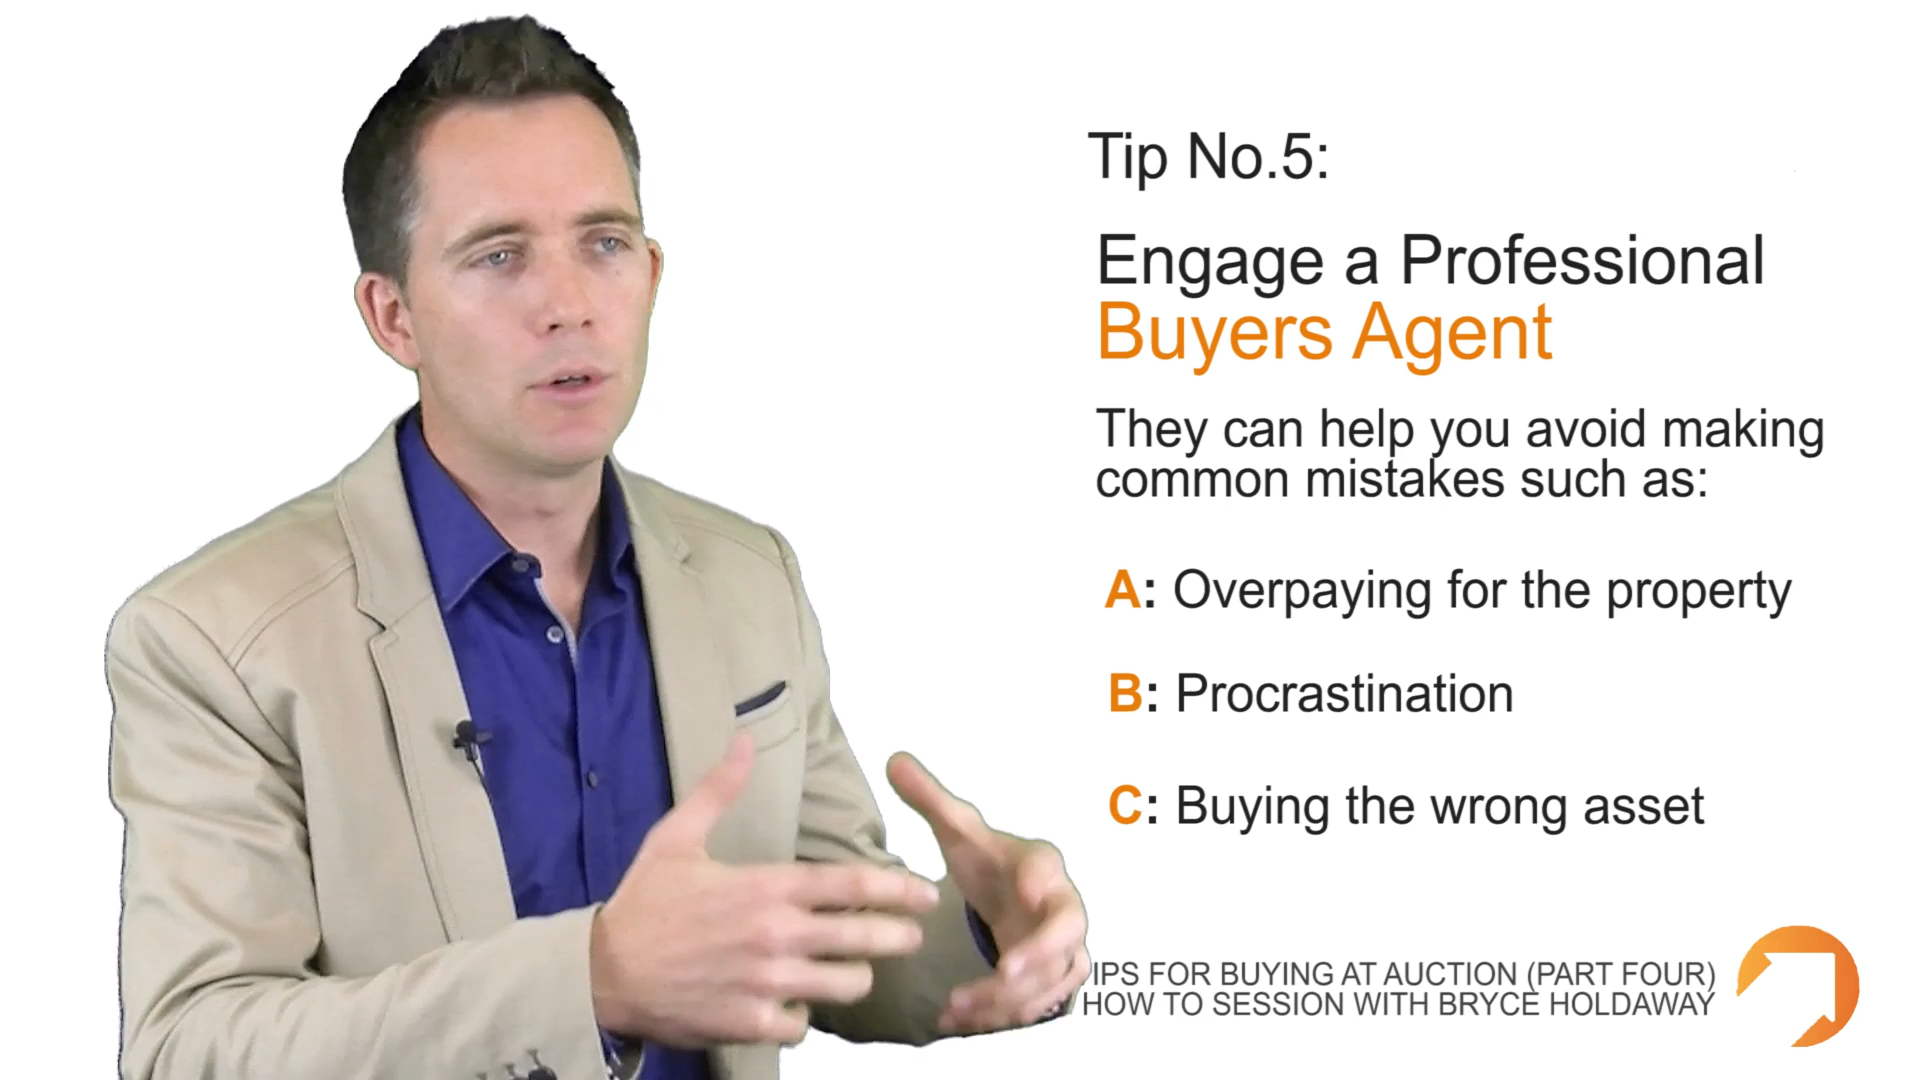 Tip No.5:
Engage a Professional
Buyers Agent
They can help you avoid making
common mistakes such as:
A: Overpaying for the property
B: Procrastination
C: Buying the wrong asset
IPS FOR BUYING AT AUCTION (PART FOUR)
HOW TO SESSION WITH BRYCE HOLDAWAY